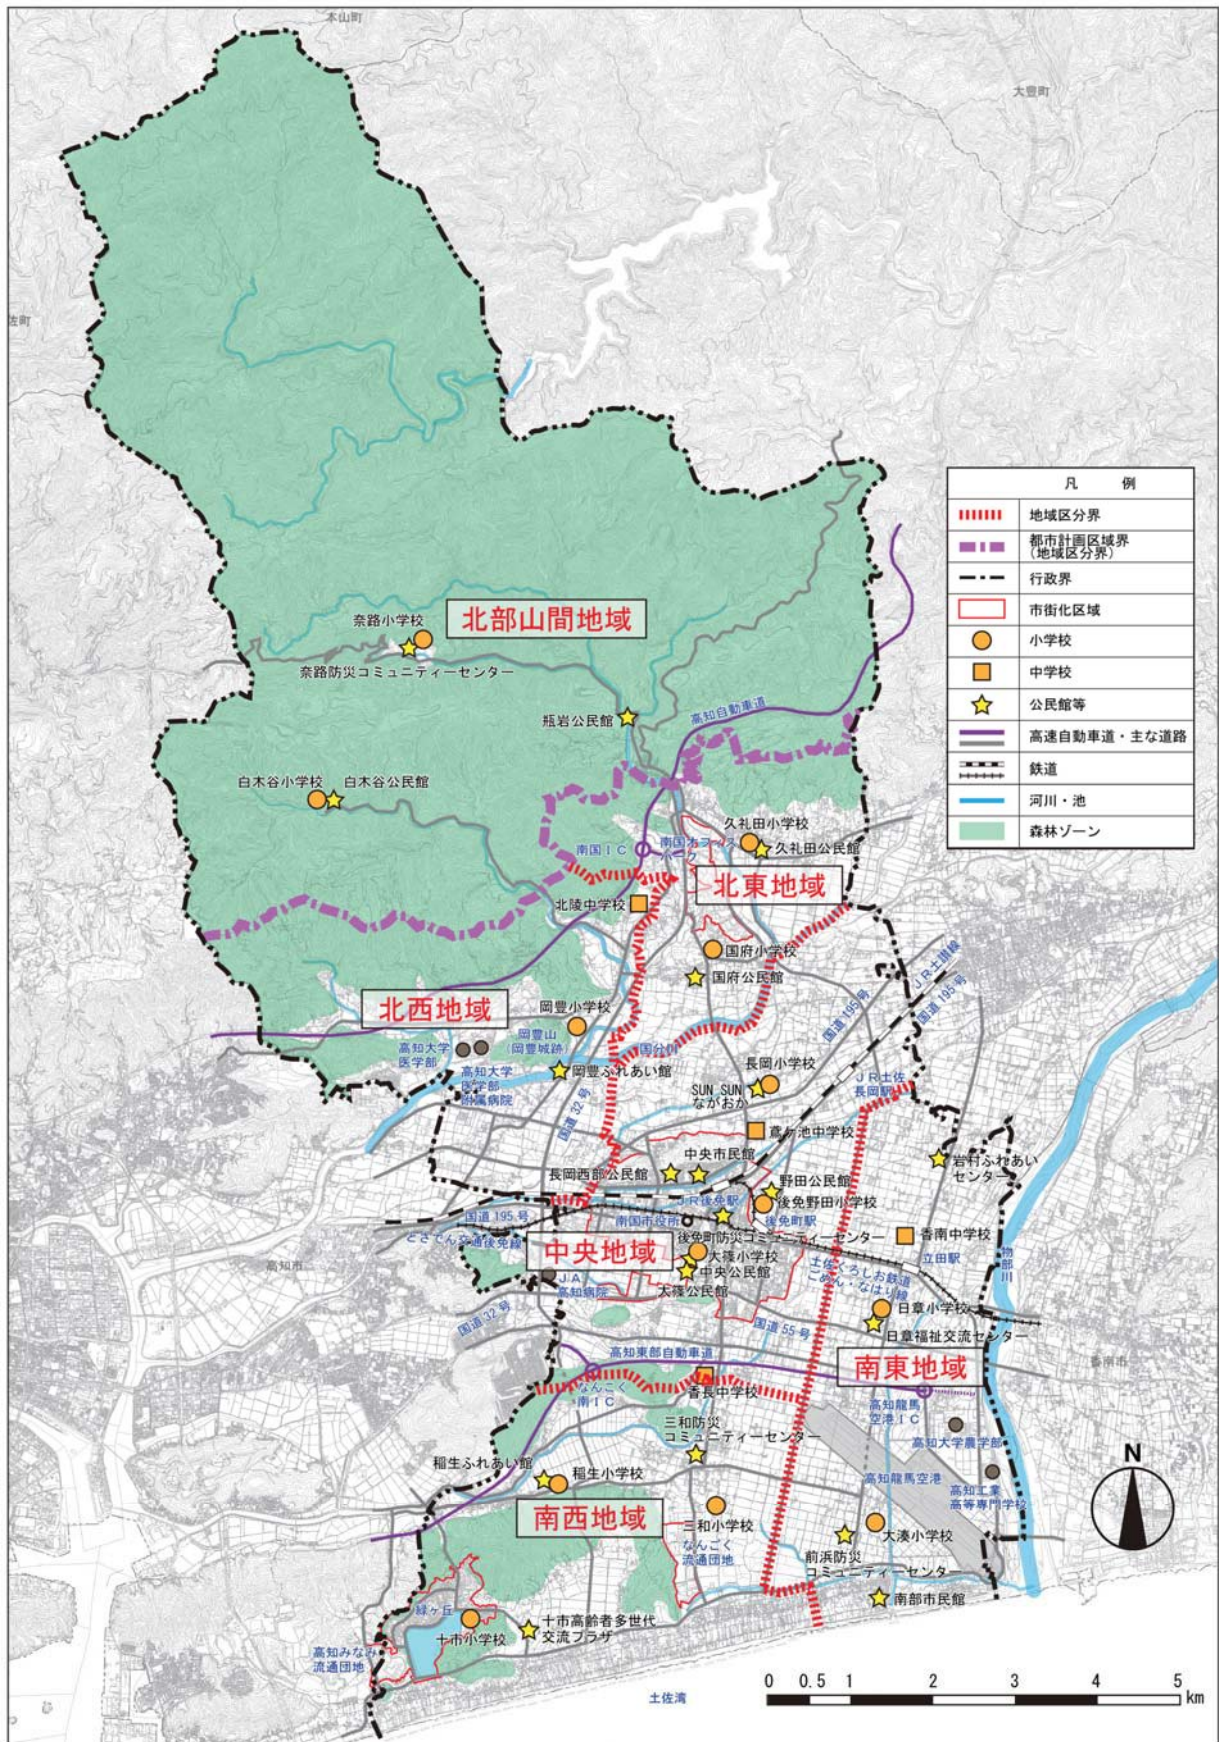 本山町
大豊町
佐町
凡 例
地域区分界
都市計画区域界
(地域区分界)
行政界
市街化区域
小学校
中学校
公民館等
高速自動車道・主な道路
鉄道
河川・池
森林ゾーン
奈路小学校
北部山間地域
奈路防災コミュニティーセンター
瓶岩公民館
高知自動車道
白木谷小学校
白木谷公民館
久礼田小学校
南国IC
南国オフィス
パーク
久礼田公民館
北東地域
北陵中学校
国府小学校
国府公民館
JR土讃線
国道195号
国道195号
北西地域
岡豊小学校
岡豊山
(岡豊城跡)
国分川
高知大学
医学部
高知大学
医学部
附属病院
岡豊ふれあい館
長岡小学校
SUN SUN
ながおか
JR土佐
長岡駅
国道32号
鳶ケ池中学校
中央市民館
長岡西部公民館
岩村ふれあい
センター
野田公民館
JR後免駅
後免野田小学校
国道195号
南国市役所
後免町駅
とさでん交通後免線
後免町防災コミュニティーセンター
香南中学校
中央地域
大篠小学校
立田駅
物部川
高知市
中央公民館
土佐くろしお鉄道
ごめん・なはり線
JA
高知病院
大篠公民館
日章小学校
国道32号
国道55号
日章福祉交流センター
高知東部自動車道
南東地域
香南市
なんこく
南IC
香長中学校
高知龍馬
空港IC
三和防災
コミュニティーセンター
高知大学農学部
稲生ふれあい館
稲生小学校
高知龍馬空港
高知工業
高等専門学校
南西地域
三和小学校
大湊小学校
なんごく
流通団地
前浜防災
コミュニティーセンター
南部市民館
緑ヶ丘
十市小学校
十市高齢者多世代
交流プラザ
高知みなみ
流通団地
土佐湾
N
0 0.5 1 2 3 4 5
km